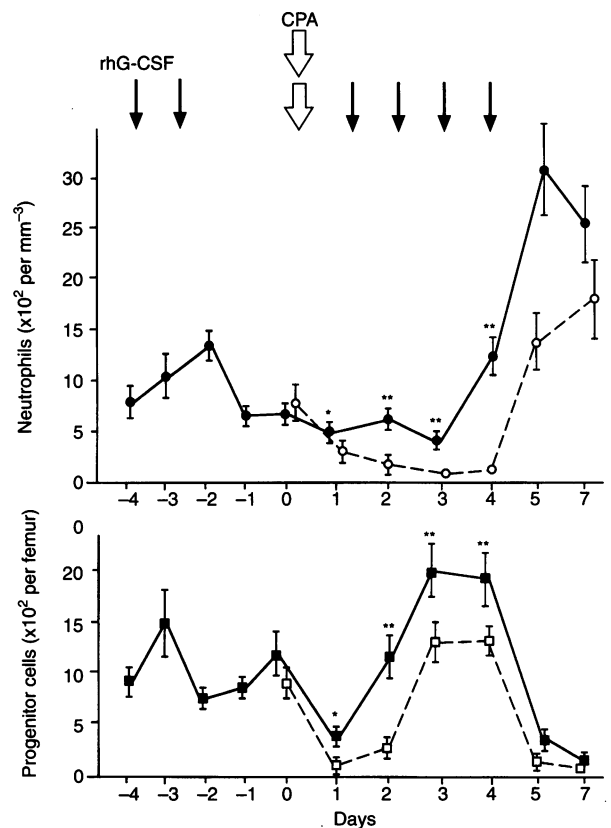 CPA
rhG-CSF
Neutrophils (x10² per mm⁻³)
30
25
20
15
10
5
0
* ** ** **
−4 −3 −2 −1 0 1 2 3 4 5 7
Progenitor cells (x10² per femur)
0
20
15
10
5
0
* ** ** **
−4 −3 −2 −1 0 1 2 3 4 5 7
Days